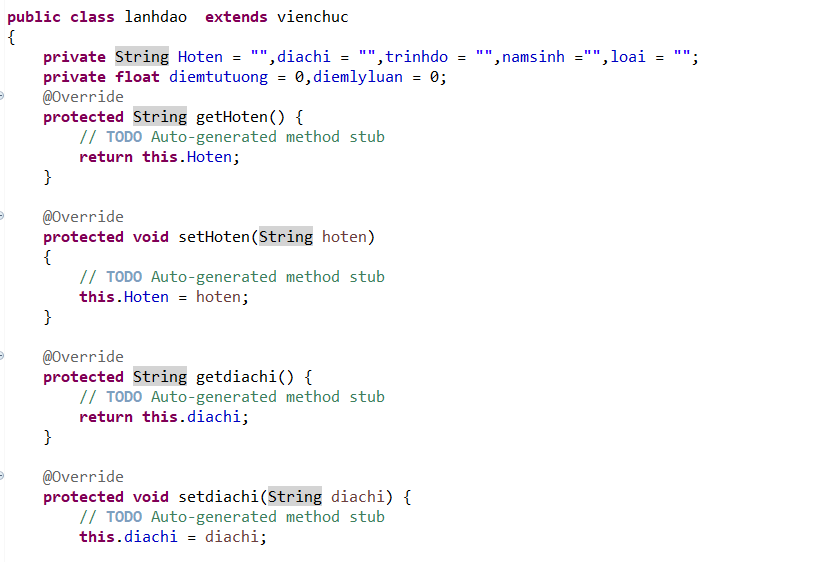 public class lanhdao  extends vienchuc
{
    private String Hoten = "",diachi = "",trinhdo = "",namsinh ="",loai = "";
    private float diemtutuong = 0,diemlyluan = 0;
    @Override
    protected String getHoten() {
        // TODO Auto-generated method stub
        return this.Hoten;
    }

    @Override
    protected void setHoten(String hoten)
    {
        // TODO Auto-generated method stub
        this.Hoten = hoten;
    }

    @Override
    protected String getdiachi() {
        // TODO Auto-generated method stub
        return this.diachi;
    }

    @Override
    protected void setdiachi(String diachi) {
        // TODO Auto-generated method stub
        this.diachi = diachi;